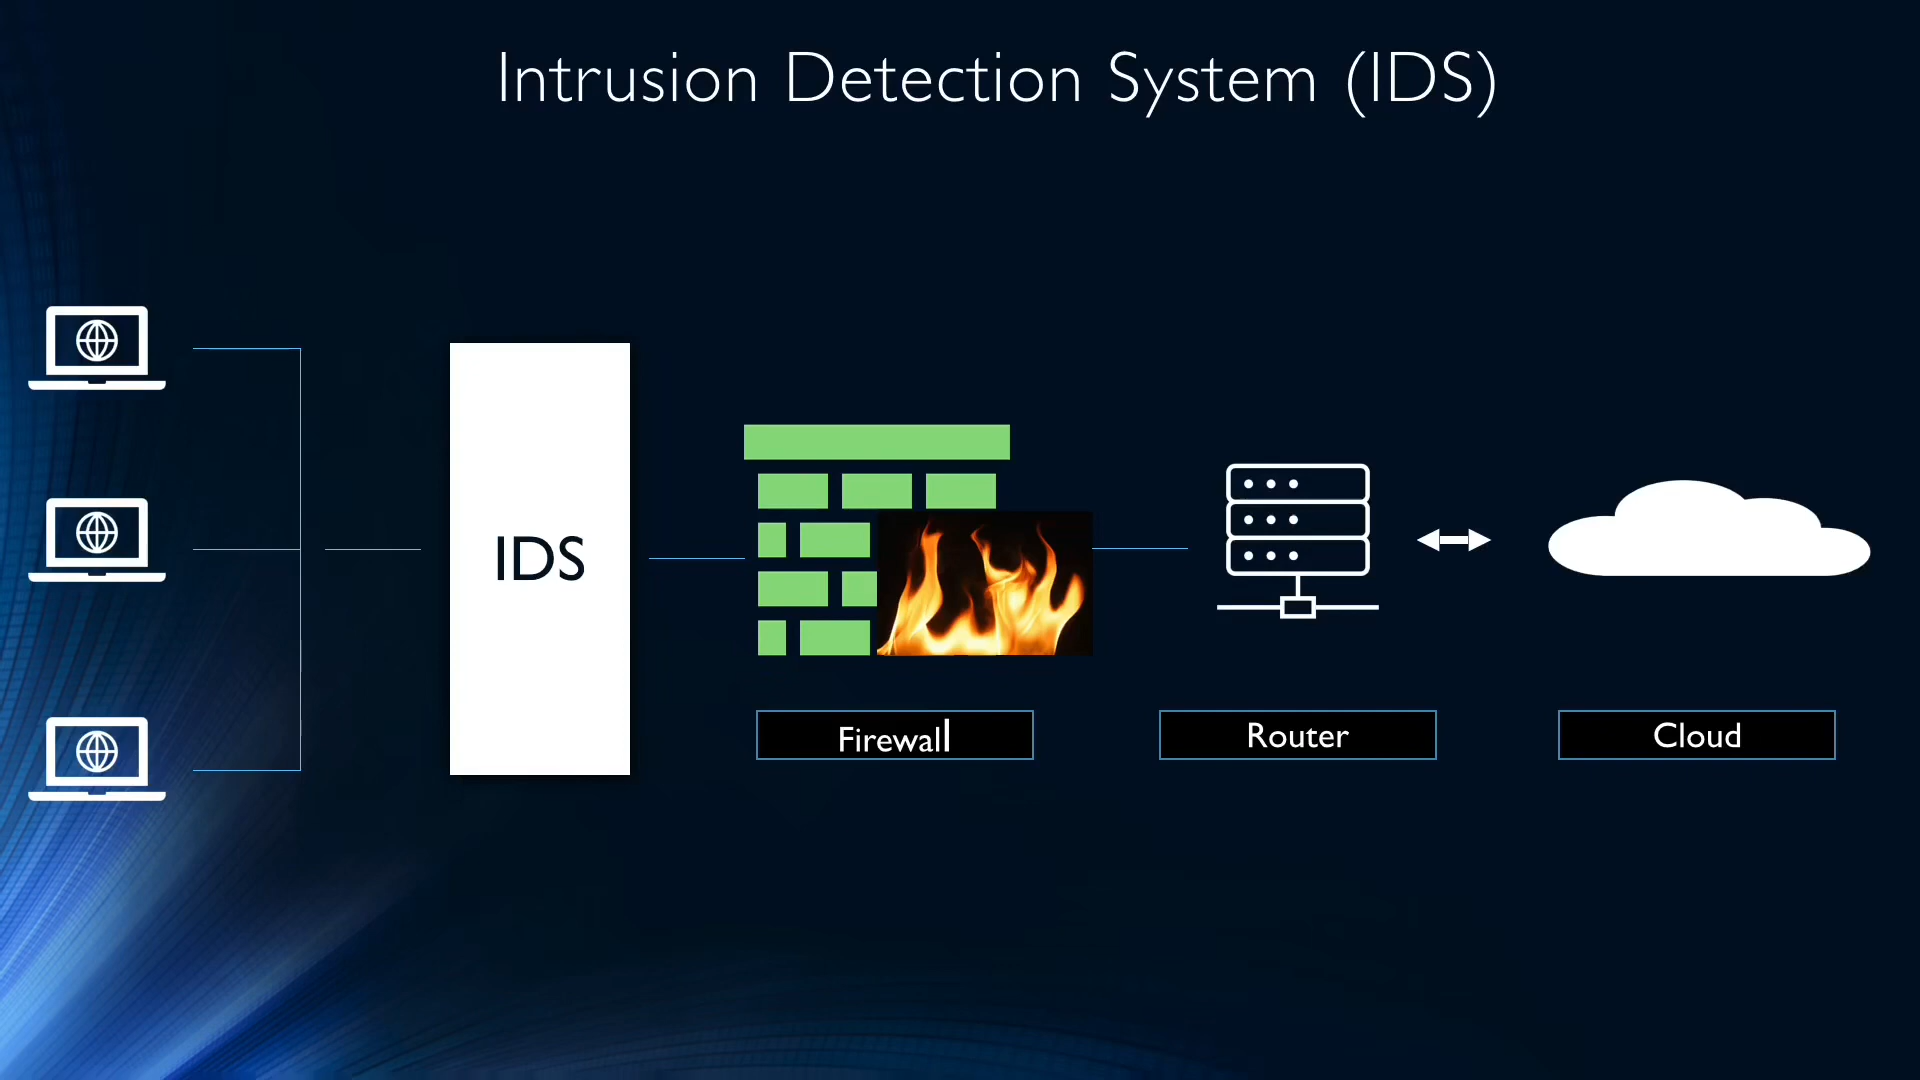 Intrusion Detection System (IDS)
IDS
Firewall
Router
Cloud